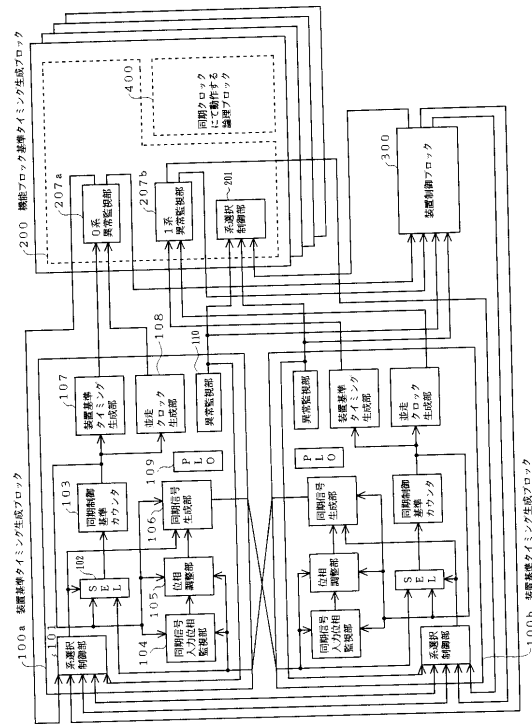 200 機能ブロック基準タイミング生成ブロック
207a
0系
異常監視部
400
同期クロック
にて動作する
論理ブロック
207b
1系
異常監視部
201
系選択
制御部
300
装置制御ブロック
100a 装置基準タイミング生成ブロック
101
系選択
制御部
102
SEL
103
同期制御
基準
カウンタ
107
装置基準
タイミング
生成部
108
並走
クロック
生成部
104
同期信号
入力位相
監視部
105
位相
調整部
106
同期信号
生成部
109
PLO
110
異常監視部
異常監視部
PLO
装置基準
タイミング
生成部
並走
クロック
生成部
同期信号
入力位相
監視部
位相
調整部
同期信号
生成部
同期制御
基準
カウンタ
SEL
系選択
制御部
100b 装置基準タイミング生成ブロック